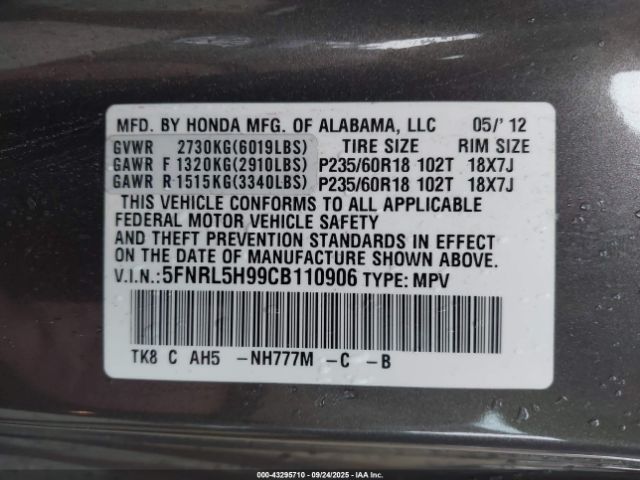 MFD. BY HONDA MFG. OF ALABAMA, LLC 05/' 12
GVWR 2730KG(6019LBS) TIRE SIZE RIM SIZE
GAWR F 1320KG(2910LBS) P235/60R18 102T 18X7J
GAWR R 1515KG(3340LBS) P235/60R18 102T 18X7J
THIS VEHICLE CONFORMS TO ALL APPLICABLE
FEDERAL MOTOR VEHICLE SAFETY
AND THEFT PREVENTION STANDARDS IN EFFECT
ON THE DATE OF MANUFACTURE SHOWN ABOVE.
V.I.N.: 5FNRL5H99CB110906 TYPE: MPV
TK8 C AH5 -NH777M -C -B
000-43295710 - 09/24/2025 - IAA Inc.